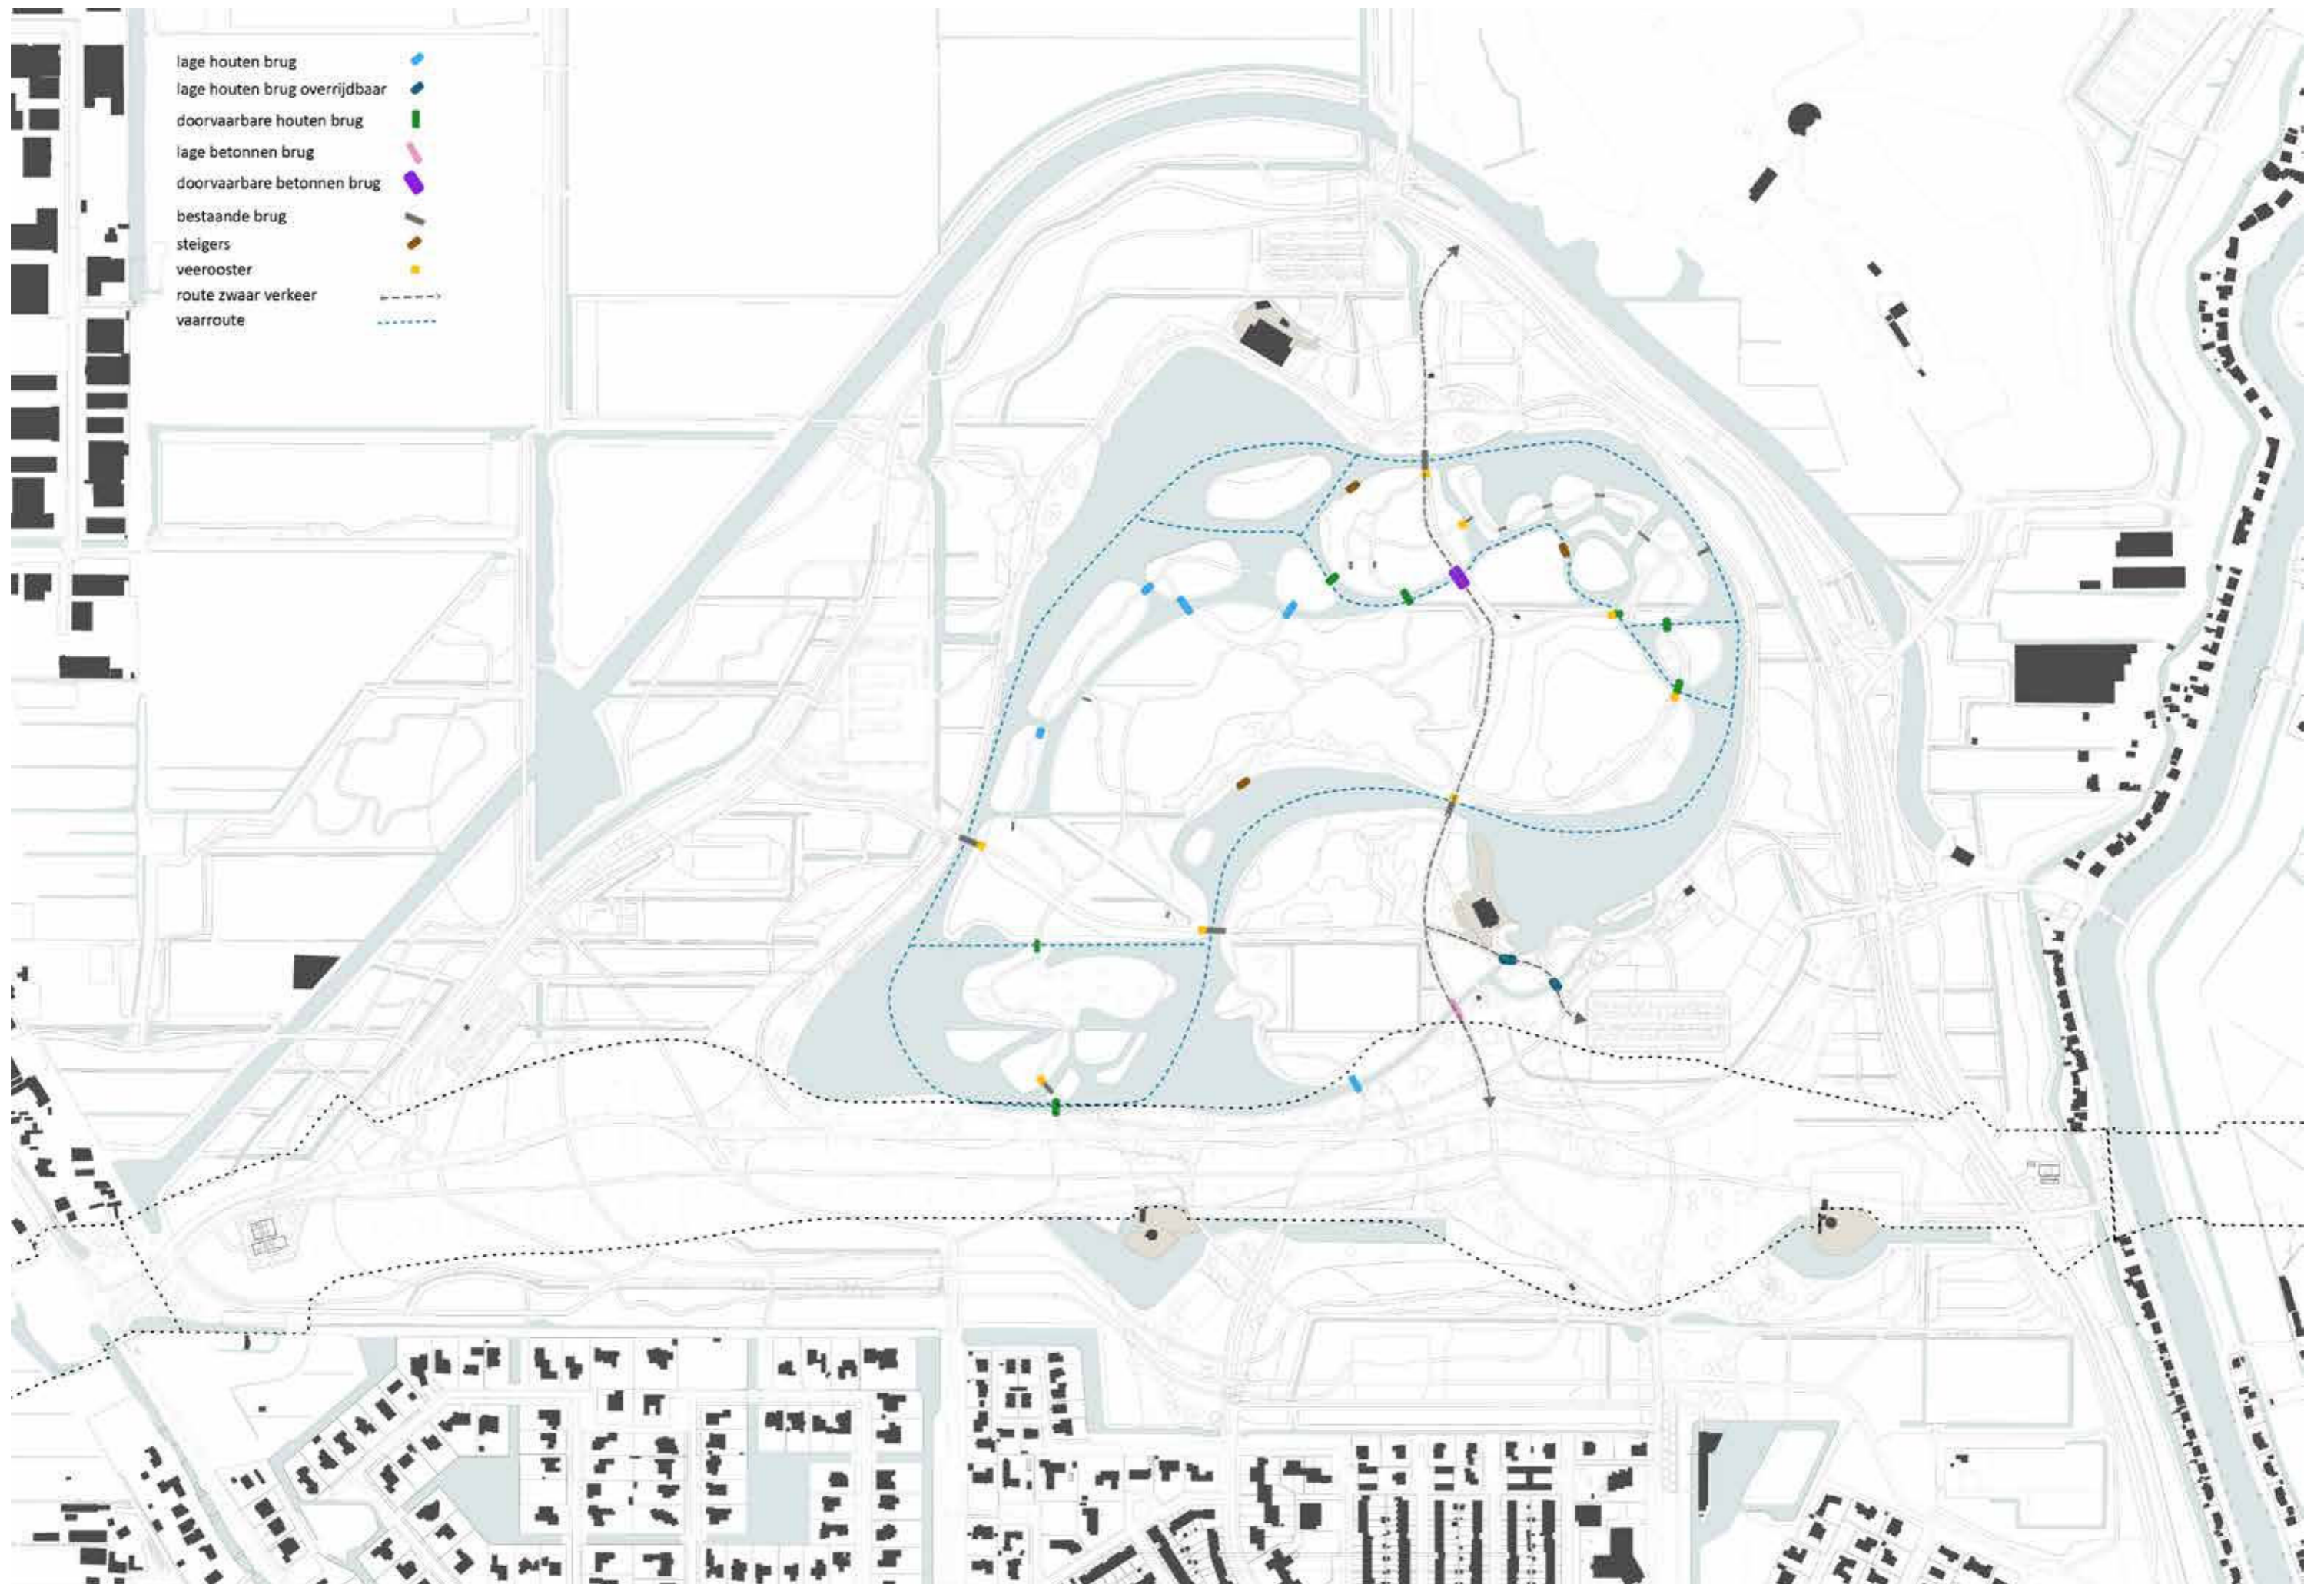 lage houten brug
lage houten brug overrijdbaar
doorvaarbare houten brug
lage betonnen brug
doorvaarbare betonnen brug
bestaande brug
steigers
veerooster
route zwaar verkeer
vaarroute